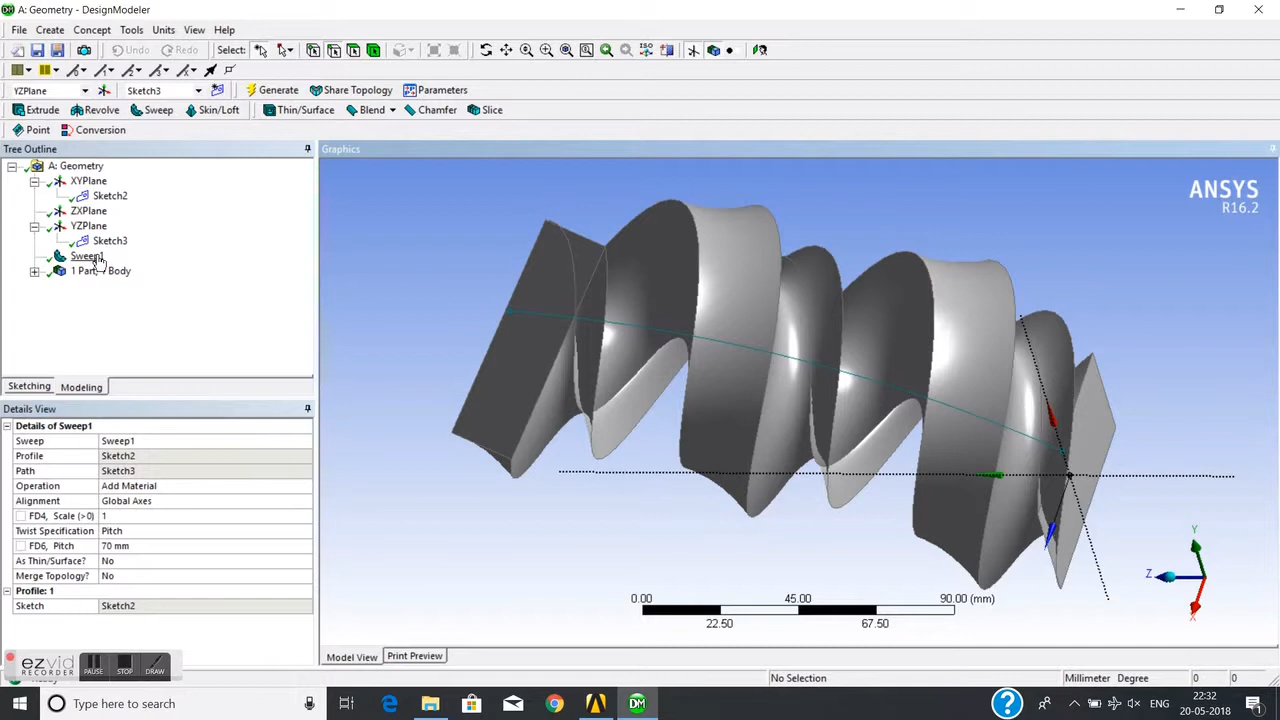 A: Geometry - DesignModeler
File Create Concept Tools Units View Help
Undo Redo Select:
YZPlane Sketch3 Generate Share Topology Parameters
Extrude Revolve Sweep Skin/Loft Thin/Surface Blend Chamfer Slice
Point Conversion
Tree Outline
A: Geometry
XYPlane
Sketch2
ZXPlane
YZPlane
Sketch3
Sweep1
1 Part, Body
Sketching Modeling
Details View
Details of Sweep1
Sweep Sweep1
Profile Sketch2
Path Sketch3
Operation Add Material
Alignment Global Axes
FD4, Scale (>0) 1
Twist Specification Pitch
FD6, Pitch 70 mm
As Thin/Surface? No
Merge Topology? No
Profile: 1
Sketch Sketch2
Graphics
ANSYS
R16.2
0.00 45.00 90.00 (mm)
22.50 67.50
Y
Z
X
Model View Print Preview
ezvid
RECORDER
PAUSE STOP DRAW
No Selection Millimeter Degree 0 0
Type here to search
DM
ENG
22:32
20-05-2018